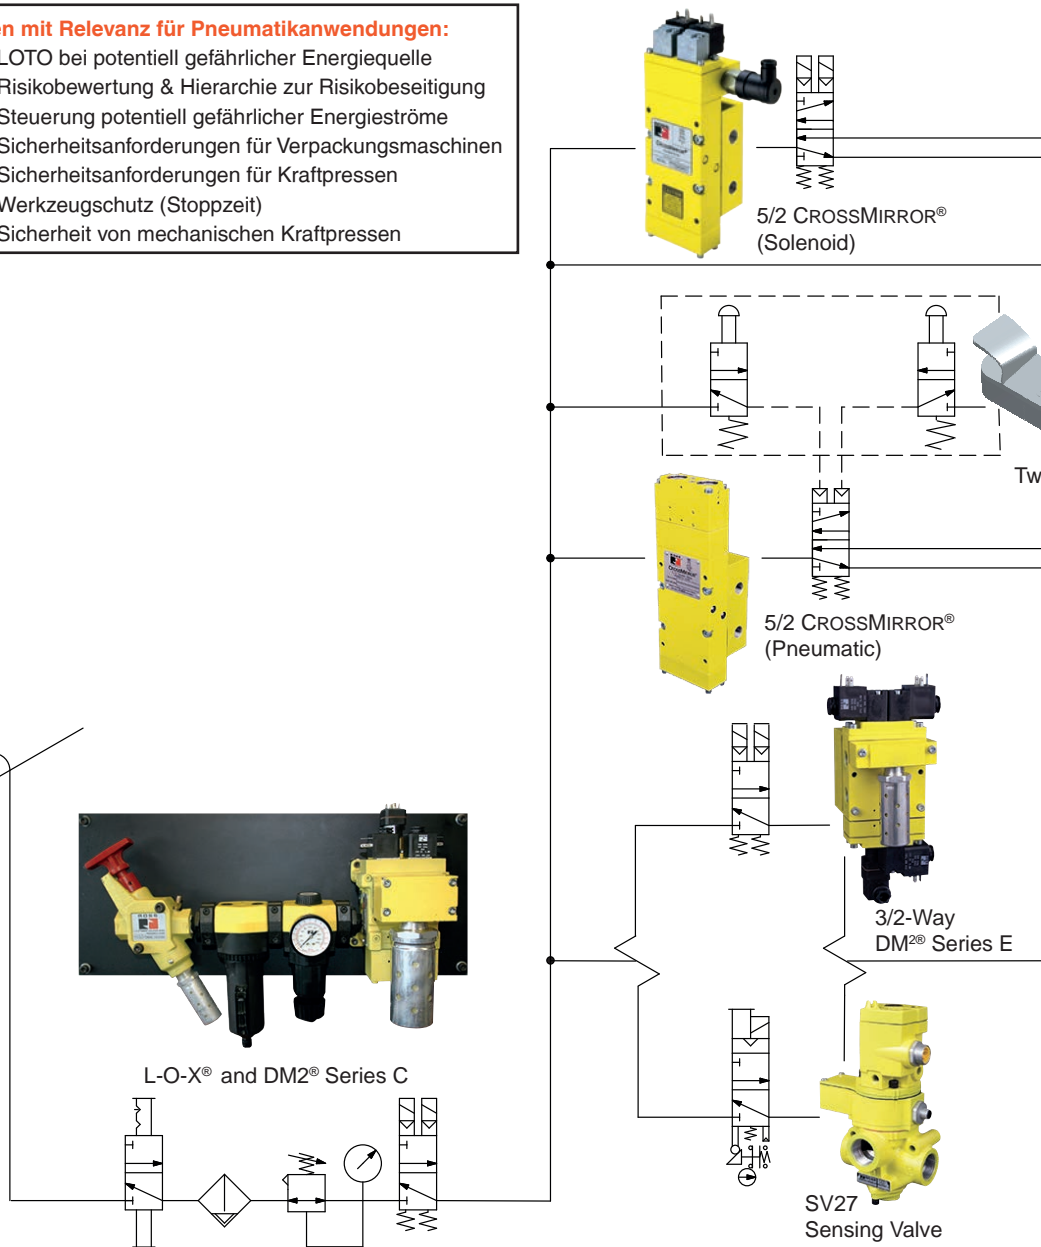 en mit Relevanz für Pneumatikanwendungen:
LOTO bei potentiell gefährlicher Energiequelle
Risikobewertung & Hierarchie zur Risikobeseitigung
Steuerung potentiell gefährlicher Energieströme
Sicherheitsanforderungen für Verpackungsmaschinen
Sicherheitsanforderungen für Kraftpressen
Werkzeugschutz (Stoppzeit)
Sicherheit von mechanischen Kraftpressen
5/2 CROSSMIRROR®
(Solenoid)
Tw
5/2 CROSSMIRROR®
(Pneumatic)
3/2-Way
DM²® Series E
L-O-X® and DM2® Series C
SV27
Sensing Valve